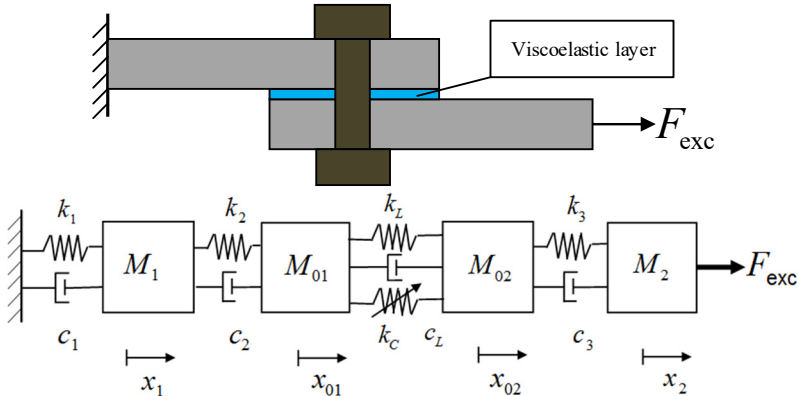 Viscoelastic layer
F_exc
k_1 k_2 k_L k_3
M_1 M_01 M_02 M_2 F_exc
c_1 c_2 k_C c_L c_3
x_1 x_01 x_02 x_2